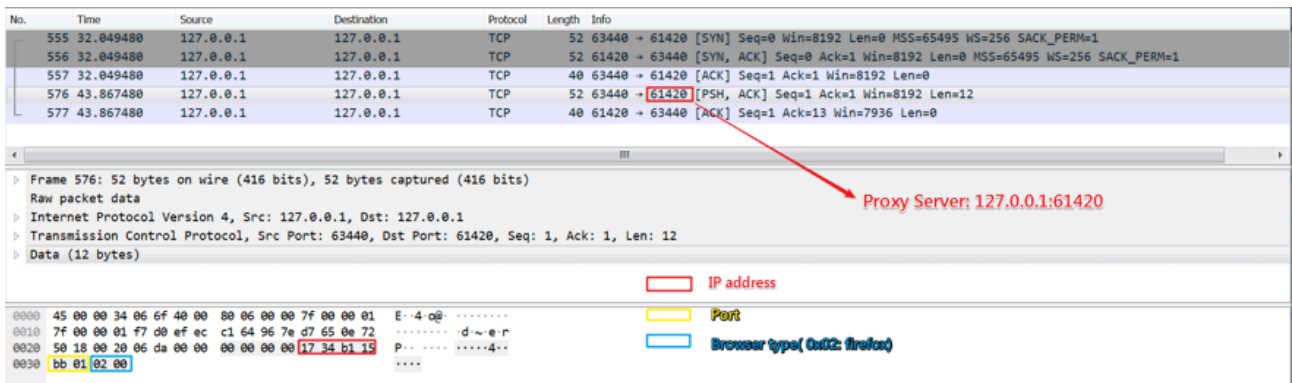 No. Time Source Destination Protocol Length Info
555 32.049480 127.0.0.1 127.0.0.1 TCP 52 63440 → 61420 [SYN] Seq=0 Win=8192 Len=0 MSS=65495 WS=256 SACK_PERM=1
556 32.049480 127.0.0.1 127.0.0.1 TCP 52 61420 → 63440 [SYN, ACK] Seq=0 Ack=1 Win=8192 Len=0 MSS=65495 WS=256 SACK_PERM=1
557 32.049480 127.0.0.1 127.0.0.1 TCP 40 63440 → 61420 [ACK] Seq=1 Ack=1 Win=8192 Len=0
576 43.867480 127.0.0.1 127.0.0.1 TCP 52 63440 → 61420 [PSH, ACK] Seq=1 Ack=1 Win=8192 Len=12
577 43.867480 127.0.0.1 127.0.0.1 TCP 40 61420 → 63440 [ACK] Seq=1 Ack=13 Win=7936 Len=0
Frame 576: 52 bytes on wire (416 bits), 52 bytes captured (416 bits)
Raw packet data
Proxy Server: 127.0.0.1:61420
Internet Protocol Version 4, Src: 127.0.0.1, Dst: 127.0.0.1
Transmission Control Protocol, Src Port: 63440, Dst Port: 61420, Seq: 1, Ack: 1, Len: 12
Data (12 bytes)
IP address
Port
Browser type( 0x02: firefox)
0000 45 00 00 34 06 6f 40 00 80 06 00 00 7f 00 00 01 E··4·o@· ········
0010 7f 00 00 01 f7 d0 ef ec c1 64 96 7e d7 65 0e 72 ········ ·d·~·e·r
0020 50 18 00 20 06 da 00 00 00 00 00 00 17 34 b1 15 P·· ···· ·····4··
0030 bb 01 02 00 ····